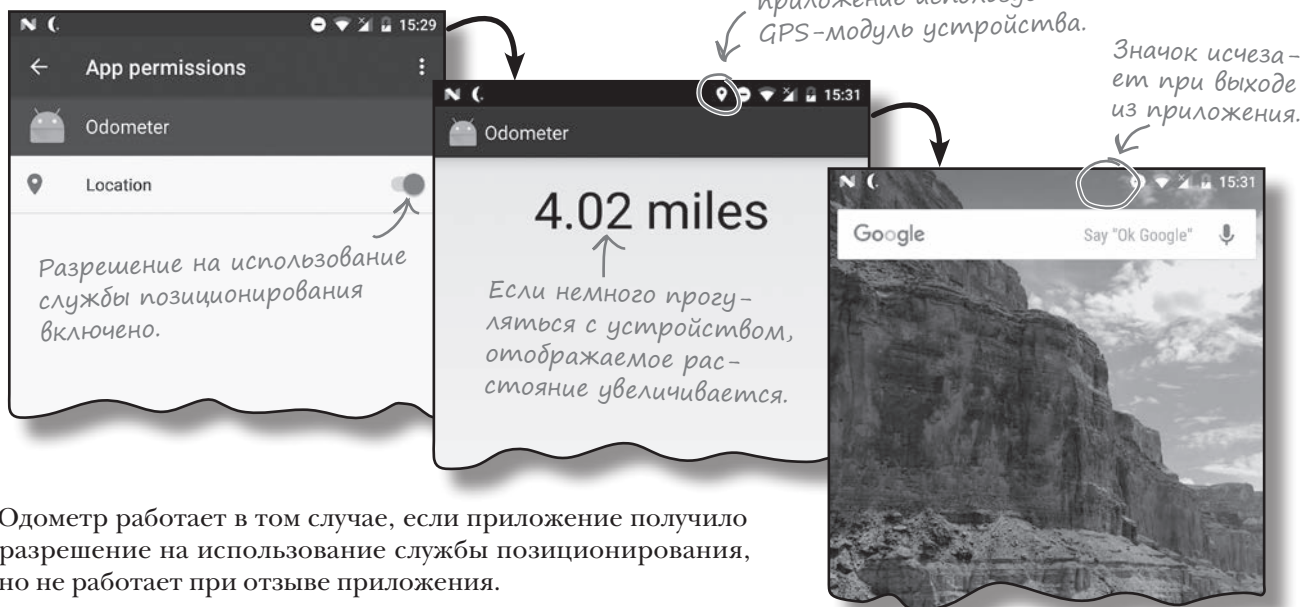 приложение
GPS-модуль устройства.
Значок исчеза-
ет при выходе
из приложения.
15:29
App permissions
Odometer
Location
Разрешение на использование
службы позиционирования
включено.
15:31
Odometer
4.02 miles
Если немного прогу-
ляться с устройством,
отображаемое рас-
стояние увеличивается.
15:31
Google
Say "Ok Google"
Одометр работает в том случае, если приложение получило
разрешение на использование службы позиционирования,
но не работает при отзыве приложения.